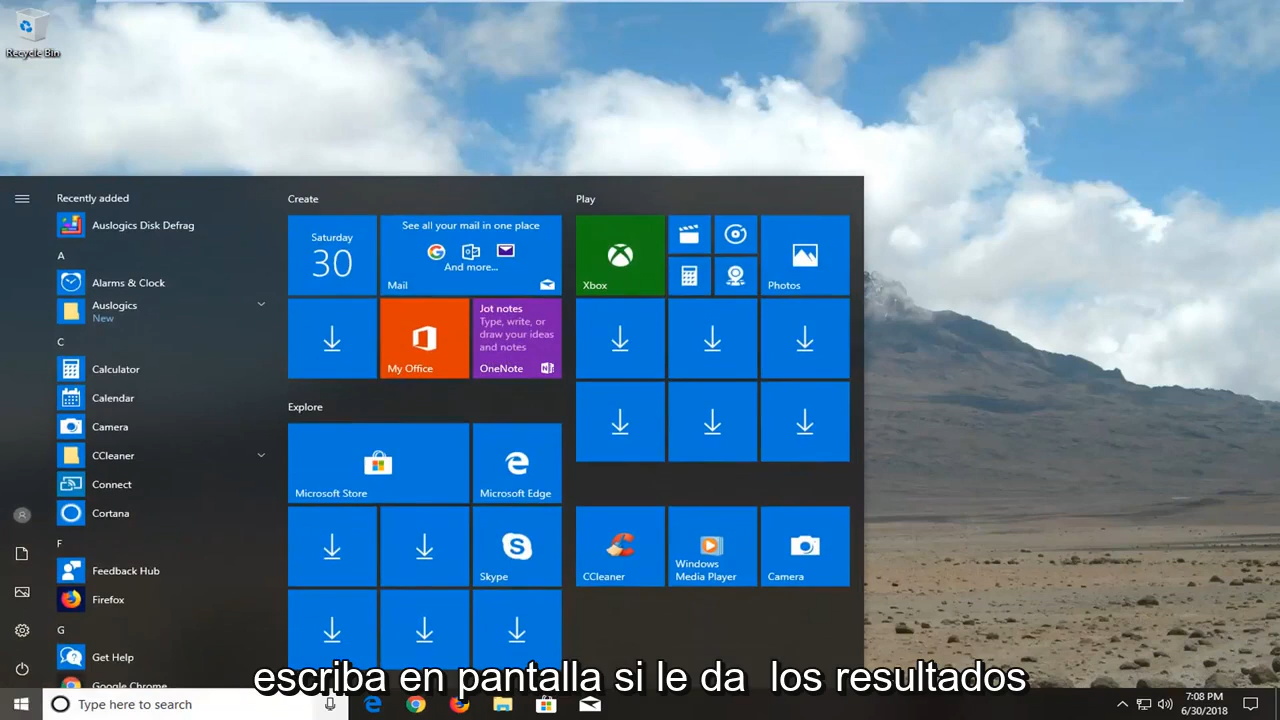 Recycle Bin
Recently added
Auslogics Disk Defrag
A
Alarms & Clock
Auslogics
New
C
Calculator
Calendar
Camera
CCleaner
Connect
Cortana
F
Feedback Hub
Firefox
G
Get Help
Google Chrome
Create
Saturday
30
See all your mail in one place
And more...
Mail
My Office
Jot notes
Type, write, or
draw your ideas
and notes
OneNote
Explore
Microsoft Store
Microsoft Edge
Skype
Play
Xbox
Photos
CCleaner
Windows
Media Player
Camera
escriba en pantalla si le da los resultados
Type here to search
7:08 PM
6/30/2018